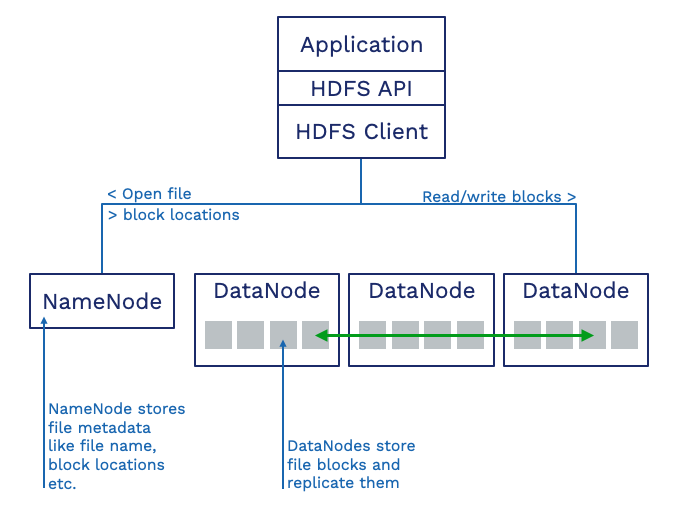 Application
HDFS API
HDFS Client
< Open file
> block locations
Read/write blocks >
NameNode
DataNode
DataNode
DataNode
NameNode stores
file metadata
like file name,
block locations
etc.
DataNodes store
file blocks and
replicate them